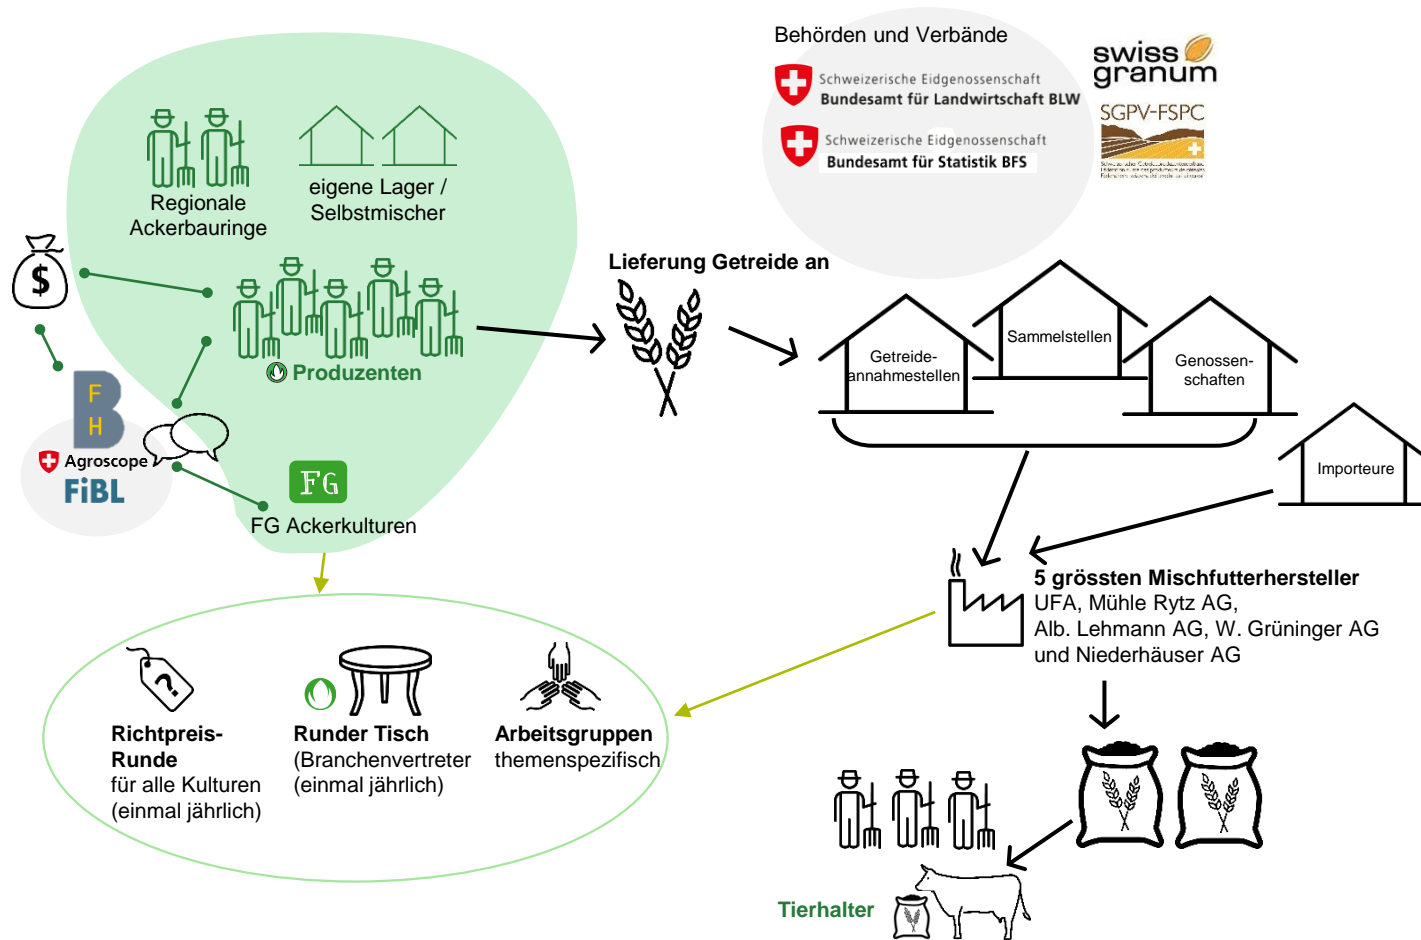 Behörden und Verbände
Schweizerische Eidgenossenschaft
Bundesamt für Landwirtschaft BLW
Schweizerische Eidgenossenschaft
Bundesamt für Statistik BFS
swiss
granum
SGPV-FSPC
Regionale
Ackerbauringe
eigene Lager /
Selbstmischer
$
Produzenten
Lieferung Getreide an
Getreide-
annahmestellen
Sammelstellen
Genossen-
schaften
Importeure
B
F
H
Agroscope
FiBL
FG
FG Ackerkulturen
5 grössten Mischfutterhersteller
UFA, Mühle Rytz AG,
Alb. Lehmann AG, W. Grüninger AG
und Niederhäuser AG
?
Richtpreis-
Runde
für alle Kulturen
(einmal jährlich)
Runder Tisch
(Branchenvertreter
(einmal jährlich)
Arbeitsgruppen
themenspezifisch
Tierhalter